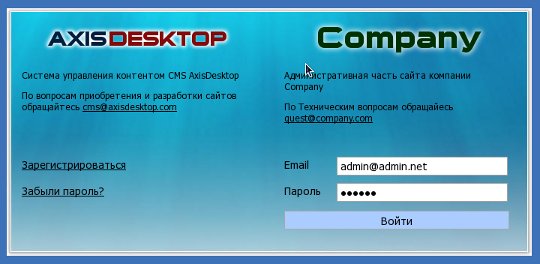 AXISDESKTOP
Company
Система управления контентом CMS AxisDesktop
По вопросам приобретения и разработки сайтов
обращайтесь cms@axisdesktop.com
Административная часть сайта компании
Company
По Техническим вопросам обращайесь
quest@company.com
Зарегистрироваться
Забыли пароль?
Email
admin@admin.net
Пароль
••••••
Войти